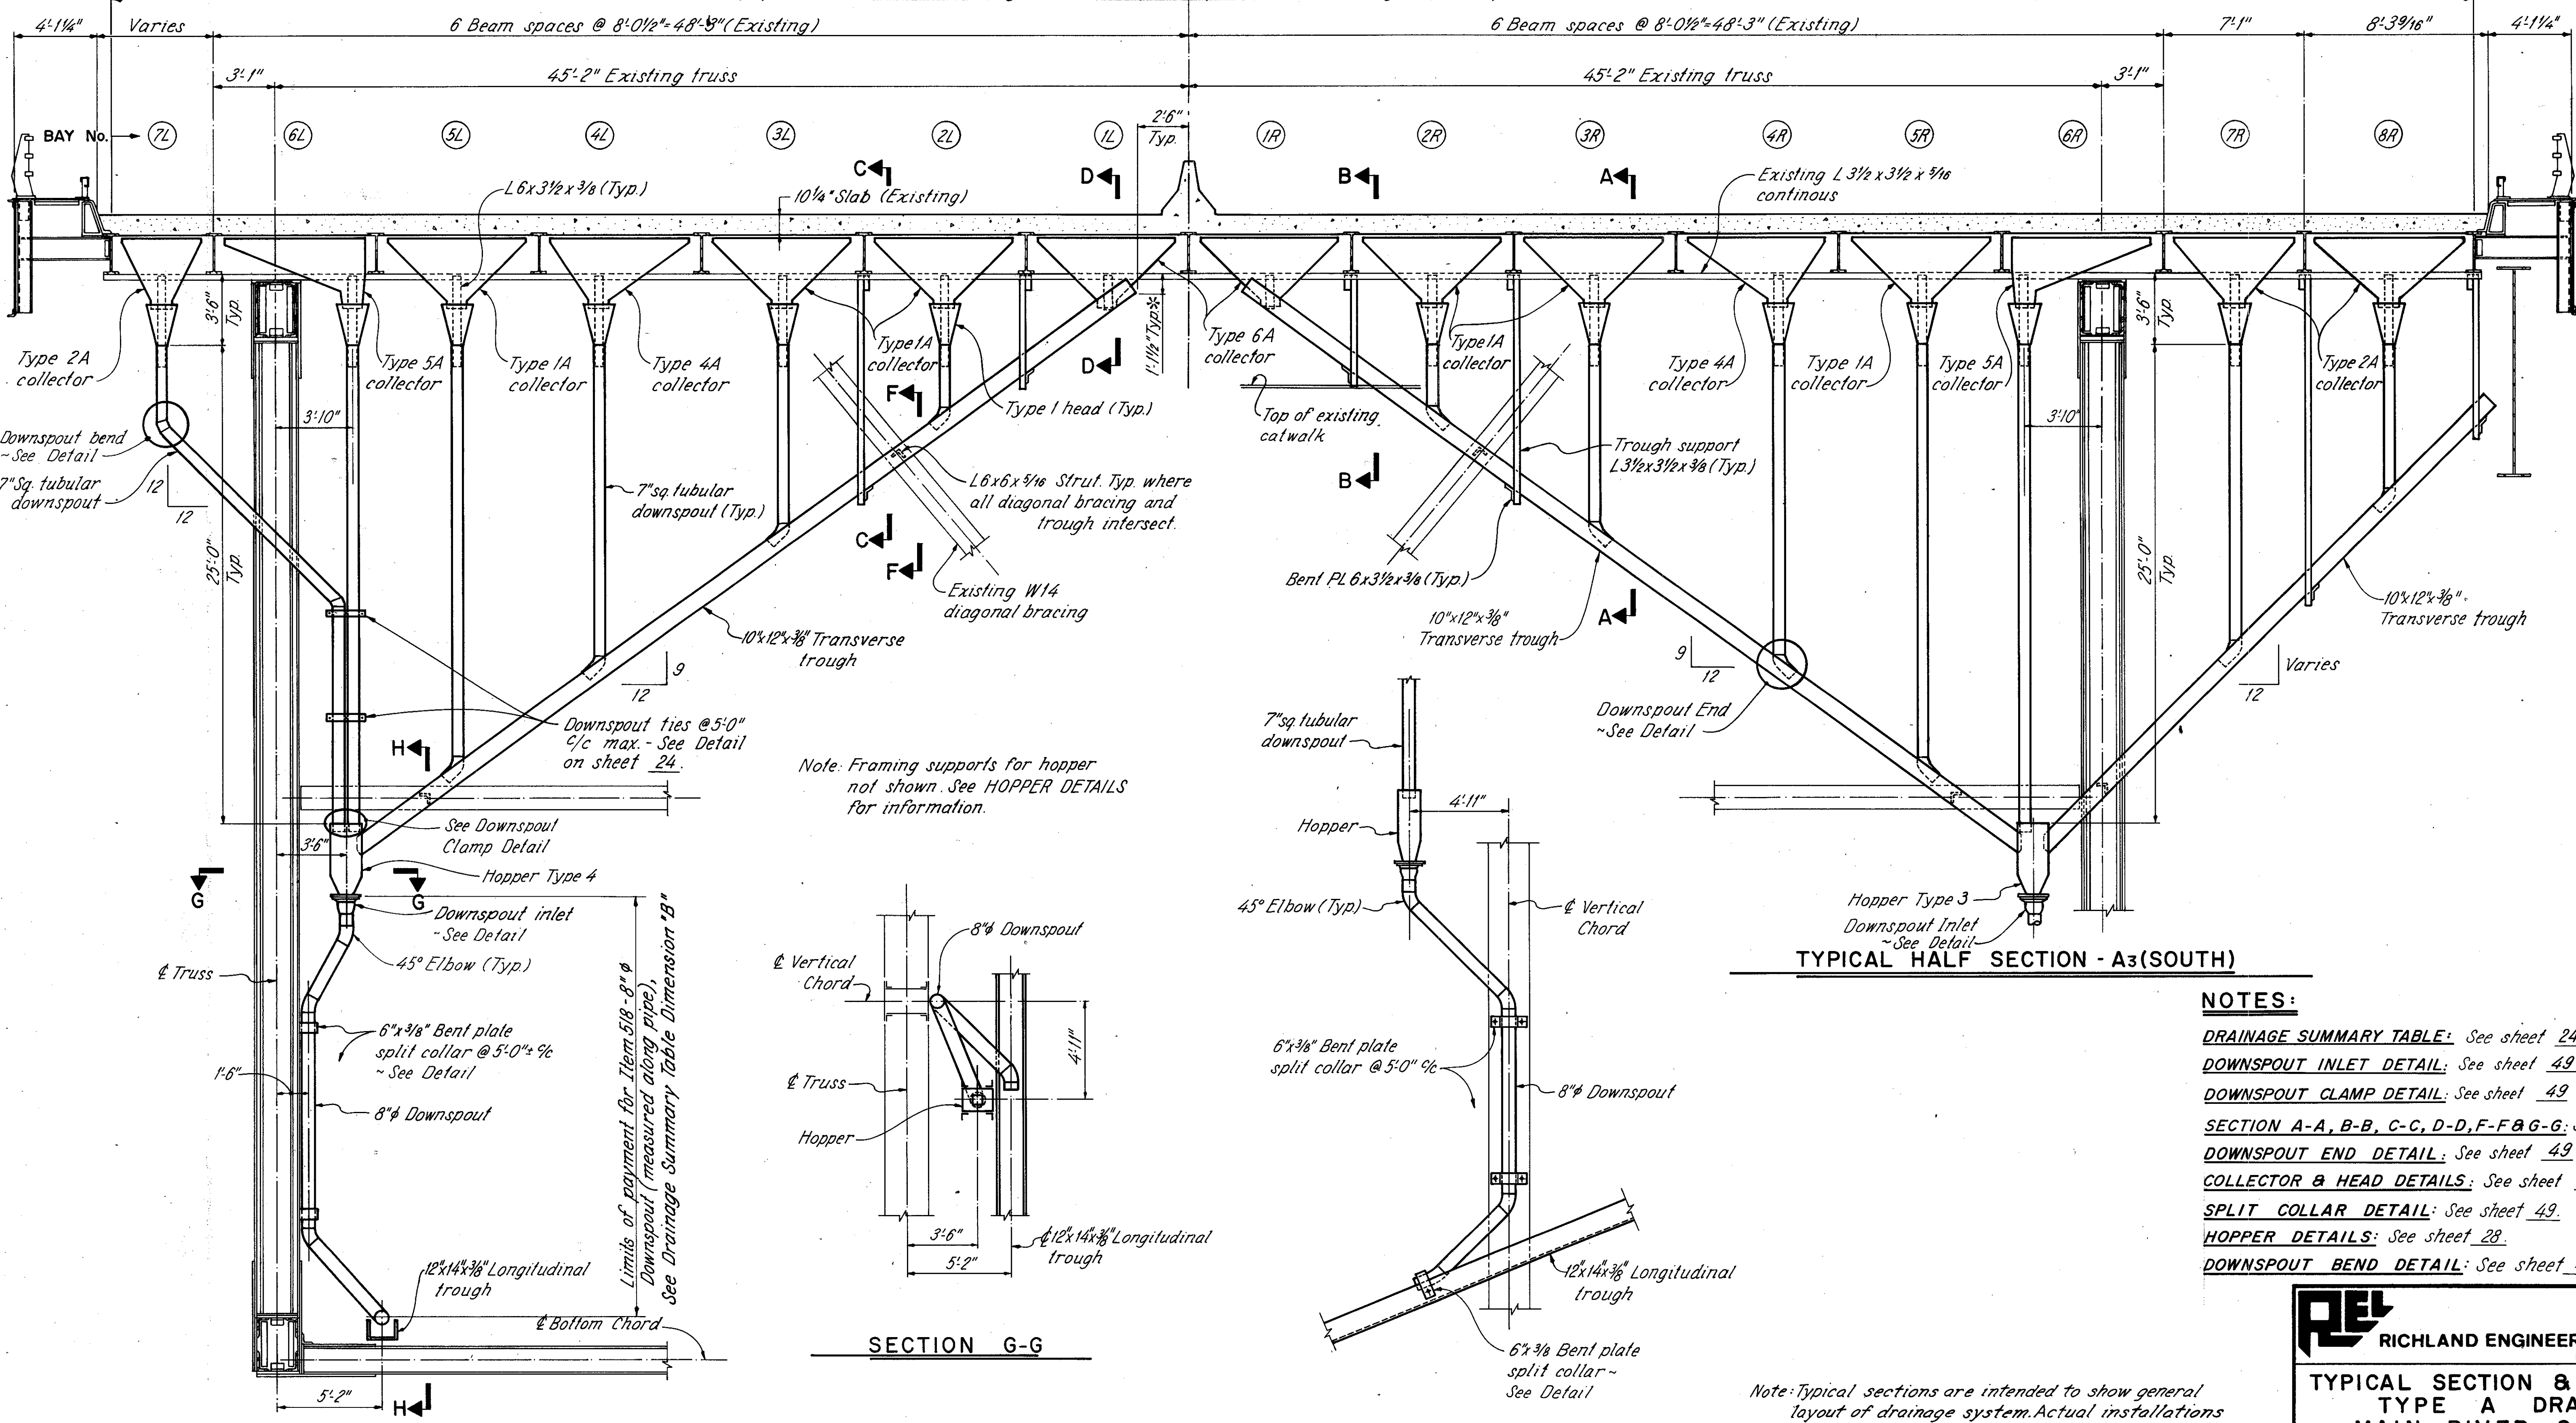 4'-1¼"
Varies
6 Beam spaces @ 8'-0½"=48'-3"(Existing)
6 Beam spaces @ 8'-0½"=48'-3"(Existing)
7'-1"
8'-3 9/16"
4'-1¼"
3'-1"
45'-2" Existing truss
45'-2" Existing truss
3'-1"
BAY No.
7L
6L
5L
4L
3L
2L
1L
2'-6"
Typ.
1R
2R
3R
4R
5R
6R
7R
8R
L6x3½x⅜(Typ.)
10¼" Slab (Existing)
C
D
B
A
Existing L3½x3½x5/16
continous
3'-6"
Typ.
1'-1½"Typ.*
3'-6"
Typ.
Type 2A
collector
Type 5A
collector
Type 1A
collector
Type 4A
collector
Type1A
collector
Type 6A
collector
Type1A
collector
Type 4A
collector
Type 1A
collector
Type 5A
collector
Type 2A
collector
D
F
Type 1 head (Typ.)
Top of existing
catwalk
3'-10"
3'-10"
Downspout bend
~See Detail
7"Sq. tubular
downspout
12
12
7"sq. tubular
downspout (Typ.)
L6x6x5/16 Strut. Typ. where
all diagonal bracing and
trough intersect.
B
Trough support
L3½x3½x⅜(Typ.)
C
F
25'-0"
Typ.
25'-0"
Typ.
Existing W14
diagonal bracing
Bent PL6x3½x⅜(Typ.)
10"x12"x⅜"
Transverse trough
A
10"x12"x⅜"
Transverse trough
10"x12"x⅜" Transverse
trough
9
12
9
12
Varies
12
Downspout ties @5'-0"
c/c max. - See Detail
on sheet 24.
H
Note: Framing supports for hopper
not shown. See HOPPER DETAILS
for information.
7"sq. tubular
downspout
Downspout End
~See Detail
4'-11"
Hopper
See Downspout
Clamp Detail
3'-6"
Hopper Type 4
G
G
Downspout inlet
~See Detail
45° Elbow (Typ.)
℄ Truss
Limits of payment for Item 518-8"φ
Downspout (measured along pipe),
See Drainage Summary Table Dimension "B"
6"x⅜" Bent plate
split collar @5'-0"± c/c
~ See Detail
1'-6"
8"φ Downspout
12"x14"x⅜" Longitudinal
trough
℄ Bottom Chord
5'-2"
H
8"φ Downspout
℄ Vertical
Chord
℄ Truss
4'-11"
Hopper
3'-6"
5'-2"
℄12"x14"x⅜"Longitudinal
trough
SECTION G-G
45° Elbow (Typ.)
℄ Vertical
Chord
6"x⅜" Bent plate
split collar @5'-0" c/c
8"φ Downspout
12"x14"x⅜" Longitudinal
trough
6"x⅜ Bent plate
split collar ~
See Detail
Hopper Type 3
Downspout Inlet
~See Detail
TYPICAL HALF SECTION - A3(SOUTH)
NOTES:
DRAINAGE SUMMARY TABLE: See sheet 24
DOWNSPOUT INLET DETAIL: See sheet 49
DOWNSPOUT CLAMP DETAIL: See sheet 49
SECTION A-A, B-B, C-C, D-D, F-F & G-G:
DOWNSPOUT END DETAIL: See sheet 49
COLLECTOR & HEAD DETAILS: See sheet
SPLIT COLLAR DETAIL: See sheet 49.
HOPPER DETAILS: See sheet 28.
DOWNSPOUT BEND DETAIL: See sheet
REL
RICHLAND ENGINEER
TYPICAL SECTION &
TYPE A DRA
Note: Typical sections are intended to show general
layout of drainage system. Actual installations